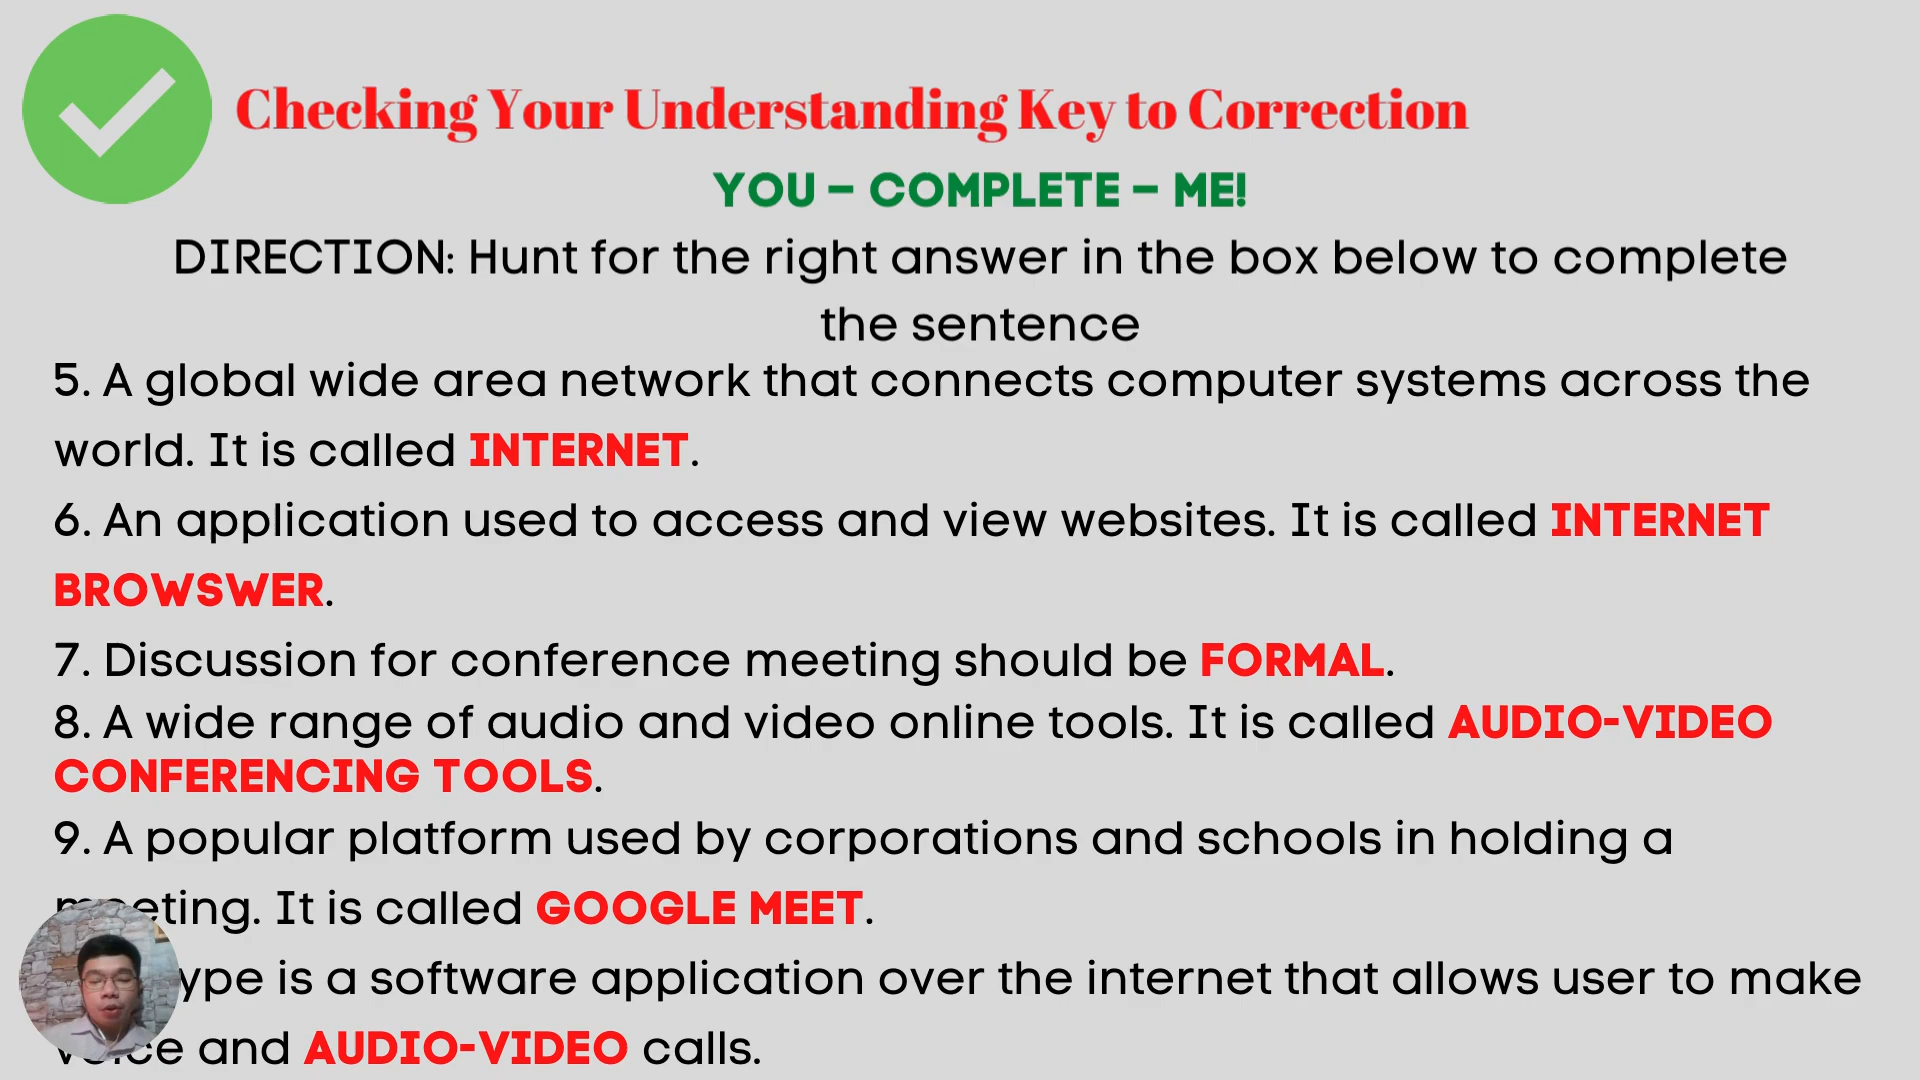 Checking Your Understanding Key to Correction
YOU – COMPLETE – ME!
DIRECTION: Hunt for the right answer in the box below to complete
the sentence
5. A global wide area network that connects computer systems across the
world. It is called INTERNET.
6. An application used to access and view websites. It is called INTERNET
BROWSWER.
7. Discussion for conference meeting should be FORMAL.
8. A wide range of audio and video online tools. It is called AUDIO-VIDEO
CONFERENCING TOOLS.
9. A popular platform used by corporations and schools in holding a
meeting. It is called GOOGLE MEET.
ype is a software application over the internet that allows user to make
voice and AUDIO-VIDEO calls.